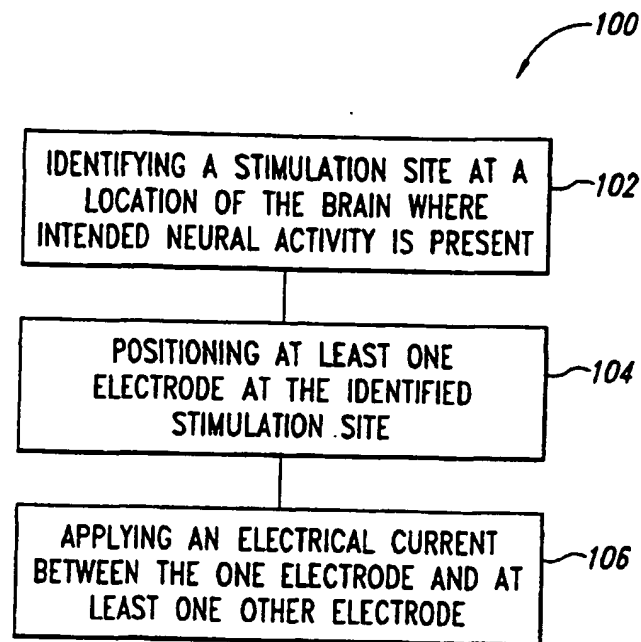 100
IDENTIFYING A STIMULATION SITE AT A
LOCATION OF THE BRAIN WHERE
INTENDED NEURAL ACTIVITY IS PRESENT
102
POSITIONING AT LEAST ONE
ELECTRODE AT THE IDENTIFIED
STIMULATION SITE
104
APPLYING AN ELECTRICAL CURRENT
BETWEEN THE ONE ELECTRODE AND AT
LEAST ONE OTHER ELECTRODE
106